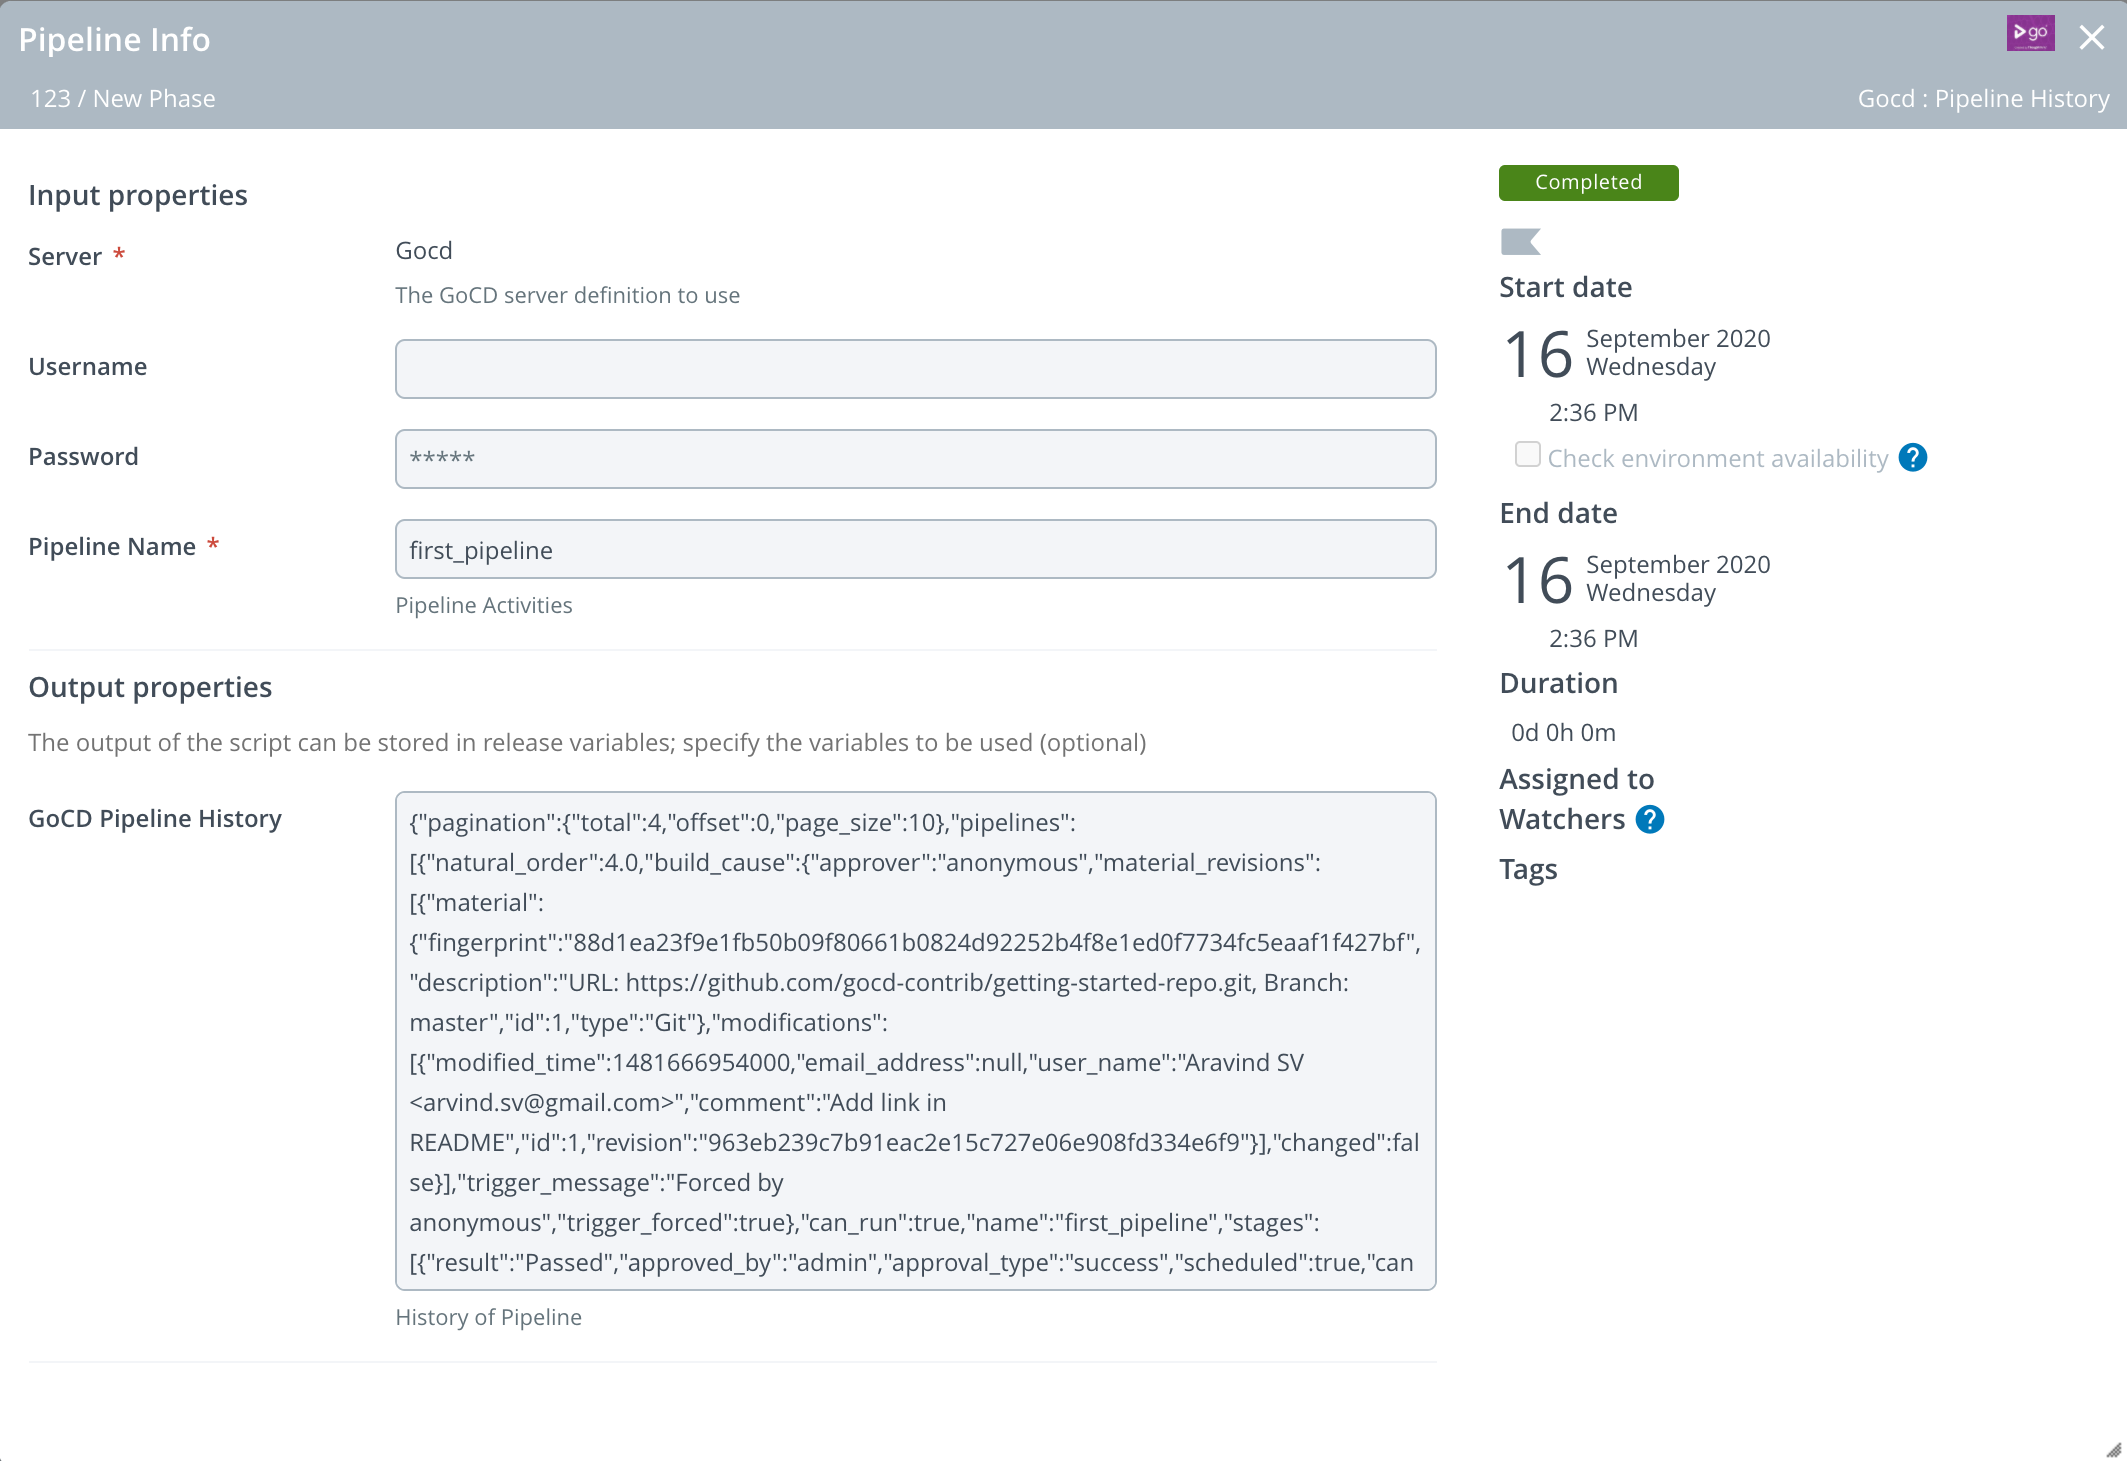 Pipeline Info
go
123 / New Phase
Gocd : Pipeline History
Input properties
Server *
Gocd
The GoCD server definition to use
Username
Password
*****
Pipeline Name *
first_pipeline
Pipeline Activities
Output properties
The output of the script can be stored in release variables; specify the variables to be used (optional)
GoCD Pipeline History
{"pagination":{"total":4,"offset":0,"page_size":10},"pipelines":
[{"natural_order":4.0,"build_cause":{"approver":"anonymous","material_revisions":
[{"material":
{"fingerprint":"88d1ea23f9e1fb50b09f80661b0824d92252b4f8e1ed0f7734fc5eaaf1f427bf",
"description":"URL: https://github.com/gocd-contrib/getting-started-repo.git, Branch:
master","id":1,"type":"Git"},"modifications":
[{"modified_time":1481666954000,"email_address":null,"user_name":"Aravind SV
<arvind.sv@gmail.com>","comment":"Add link in
README","id":1,"revision":"963eb239c7b91eac2e15c727e06e908fd334e6f9"}],"changed":fal
se}],"trigger_message":"Forced by
anonymous","trigger_forced":true},"can_run":true,"name":"first_pipeline","stages":
[{"result":"Passed","approved_by":"admin","approval_type":"success","scheduled":true,"can
History of Pipeline
Completed
Start date
16 September 2020
Wednesday
2:36 PM
Check environment availability ?
End date
16 September 2020
Wednesday
2:36 PM
Duration
0d 0h 0m
Assigned to
Watchers ?
Tags